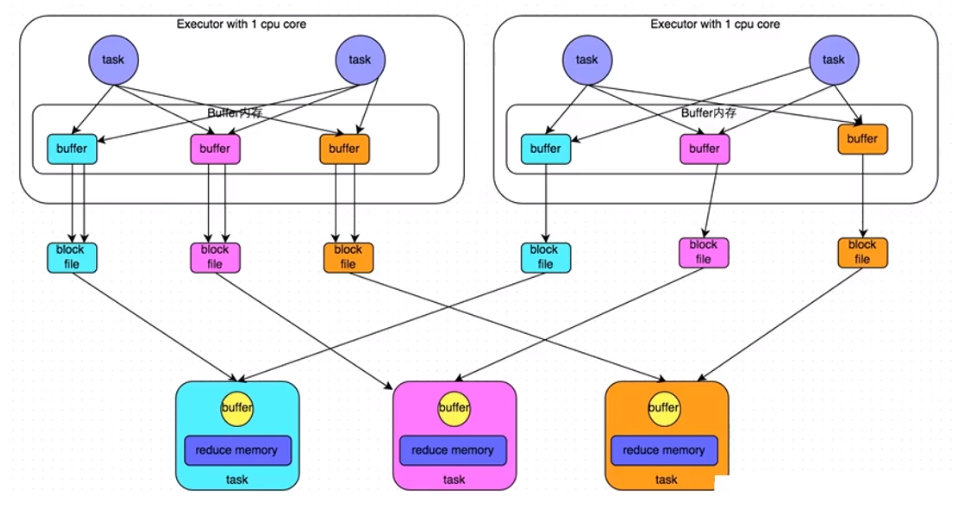 Executor with 1 cpu core
Executor with 1 cpu core
task
task
task
task
Buffer内存
Buffer内存
buffer
buffer
buffer
buffer
buffer
buffer
block
file
block
file
block
file
block
file
block
file
block
file
buffer
buffer
buffer
reduce memory
reduce memory
reduce memory
task
task
task